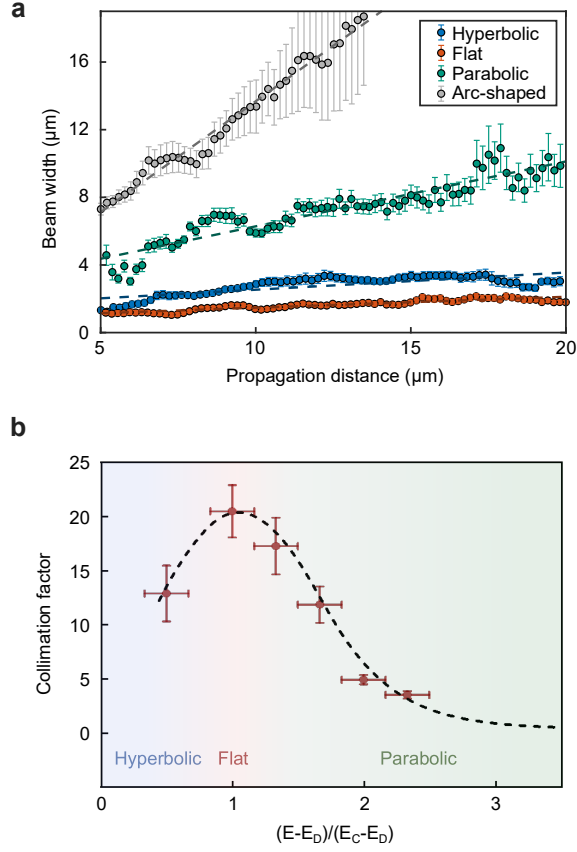 a
16
12
8
4
0
Beam width (μm)
Hyperbolic
Flat
Parabolic
Arc-shaped
5
10
15
20
Propagation distance (μm)
b
25
20
15
10
5
0
Collimation factor
Hyperbolic
Flat
Parabolic
0
1
2
3
(E-E_D)/(E_C-E_D)